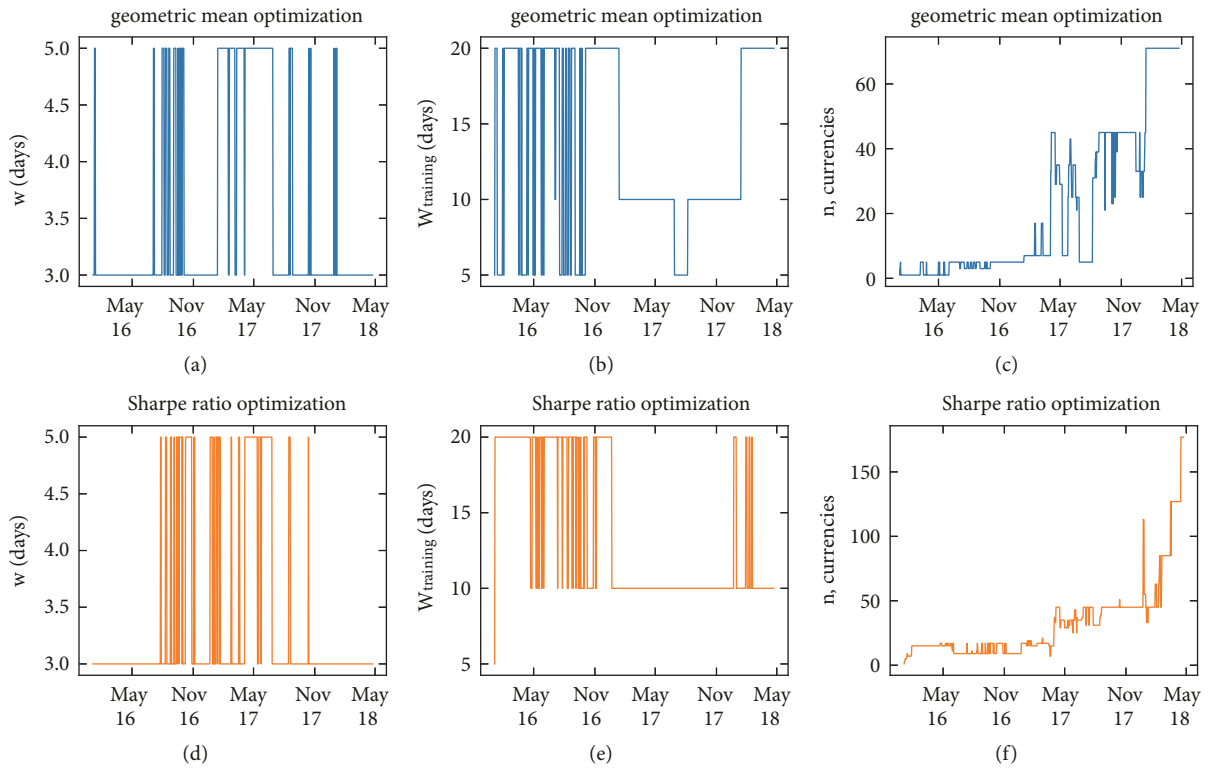 geometric mean optimization
w (days)
5.0
4.5
4.0
3.5
3.0
May Nov May Nov May
16 16 17 17 18
(a)
geometric mean optimization
Wtraining (days)
20
15
10
5
May Nov May Nov May
16 16 17 17 18
(b)
geometric mean optimization
n, currencies
60
40
20
0
May Nov May Nov May
16 16 17 17 18
(c)
Sharpe ratio optimization
w (days)
5.0
4.5
4.0
3.5
3.0
May Nov May Nov May
16 16 17 17 18
(d)
Sharpe ratio optimization
Wtraining (days)
20
15
10
5
May Nov May Nov May
16 16 17 17 18
(e)
Sharpe ratio optimization
n, currencies
150
100
50
0
May Nov May Nov May
16 16 17 17 18
(f)